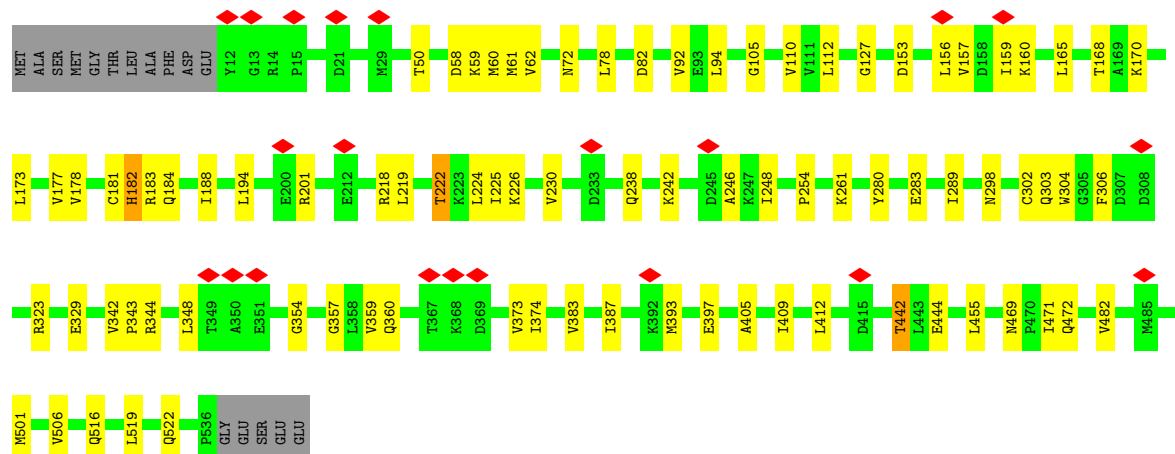 MET ALA SER MET GLY THR LEU ALA PHE ASP GLU Y12 G13 R14 P15 D21 M29 T50 D58 K59 M60 M61 V62 N72 L78 D82 V92 E93 L94 G105 V110 V111 L112 G127 D153 L156 V157 D158 I159 K160 L165 T168 A169 K170
L173 V177 V178 C181 H182 R183 Q184 I188 L194 E200 R201 E212 R218 L219 T222 K223 L224 I225 K226 V230 D233 Q238 K242 D245 A246 K247 I248 P254 K261 Y280 E283 I289 N298 C302 Q303 W304 G305 F306 D307 D308
R323 E329 V342 P343 R344 L348 T349 A350 E351 G354 G357 L358 V359 Q360 T367 K368 D369 V373 I374 V383 I387 K392 M393 E397 A405 I409 L412 D415 T442 L443 E444 L455 N469 P470 I471 Q472 V482 M485
M501 V506 Q516 L519 Q522 P536 GLY GLU SER GLU GLU